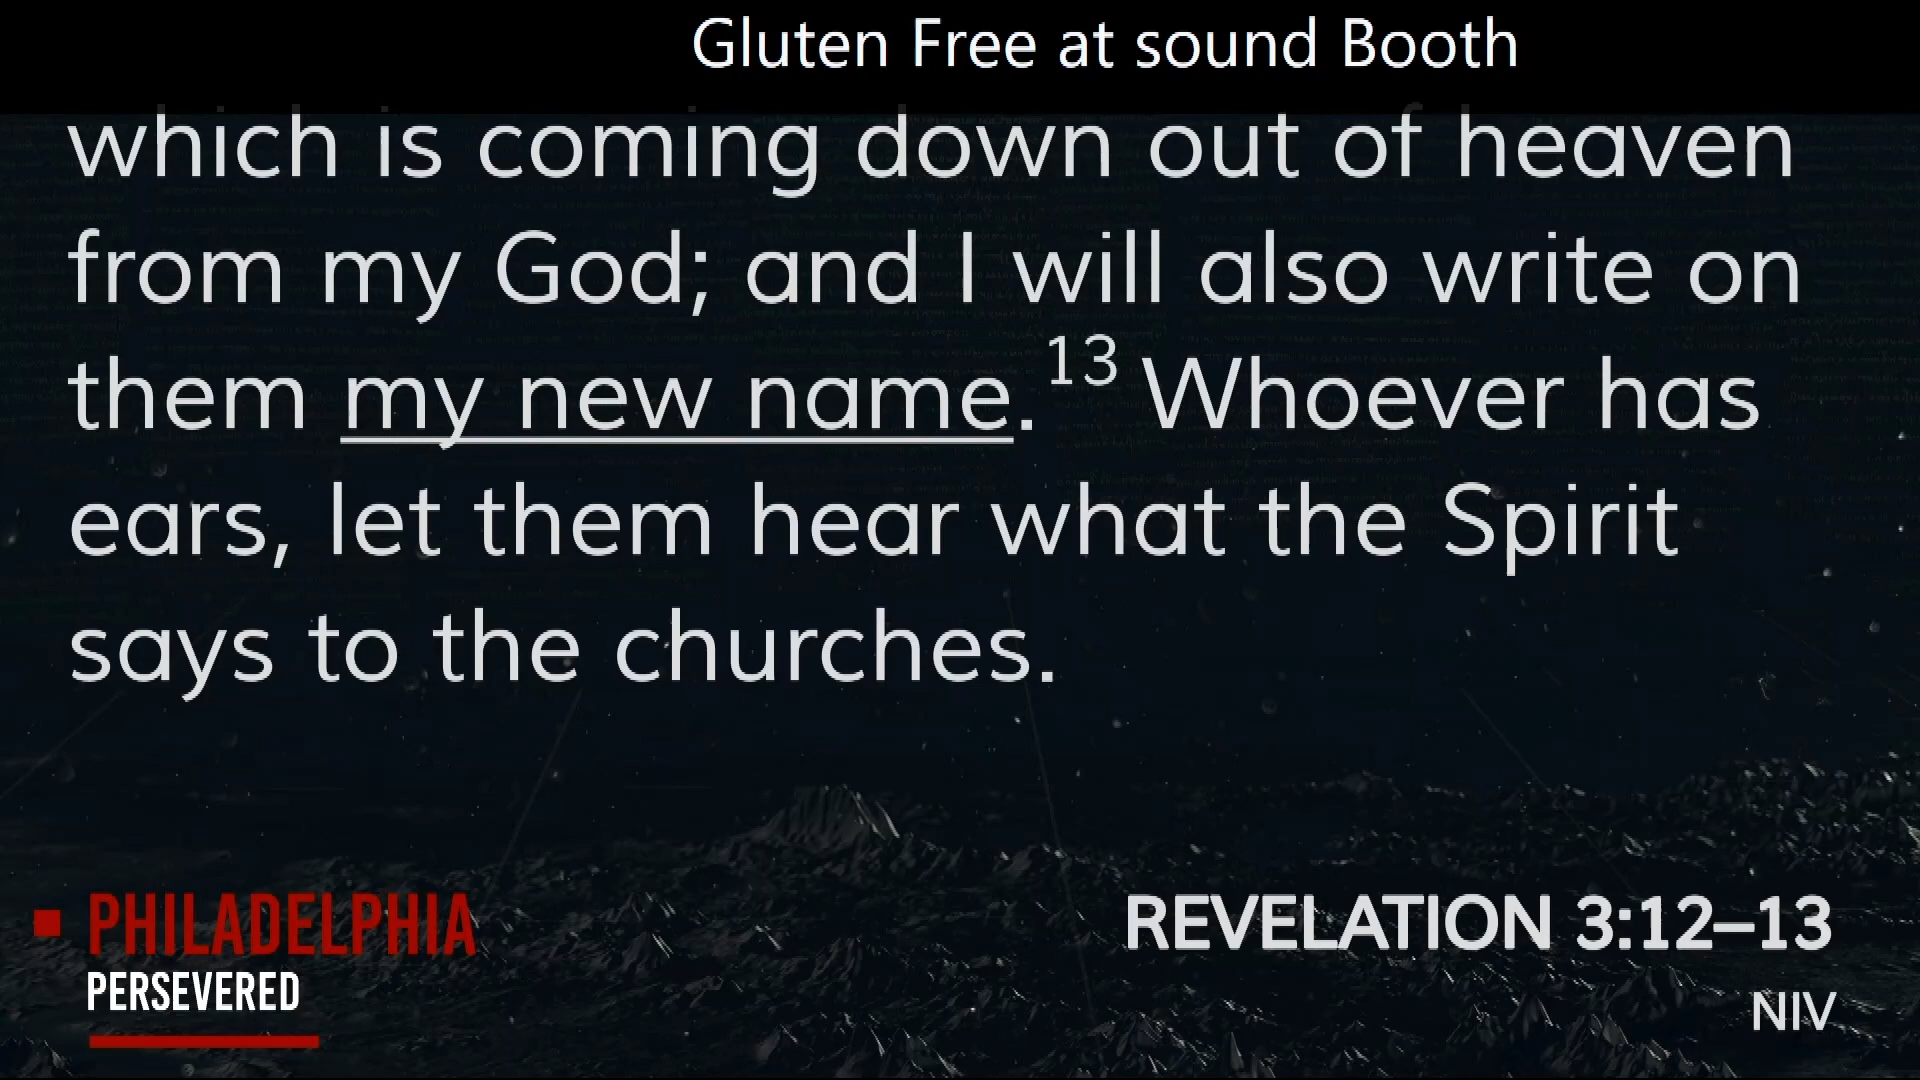 Gluten Free at sound Booth
which is coming down out of heaven
from my God; and I will also write on
them my new name. 13 Whoever has
ears, let them hear what the Spirit
says to the churches.
PHILADELPHIA
PERSEVERED
REVELATION 3:12–13
NIV